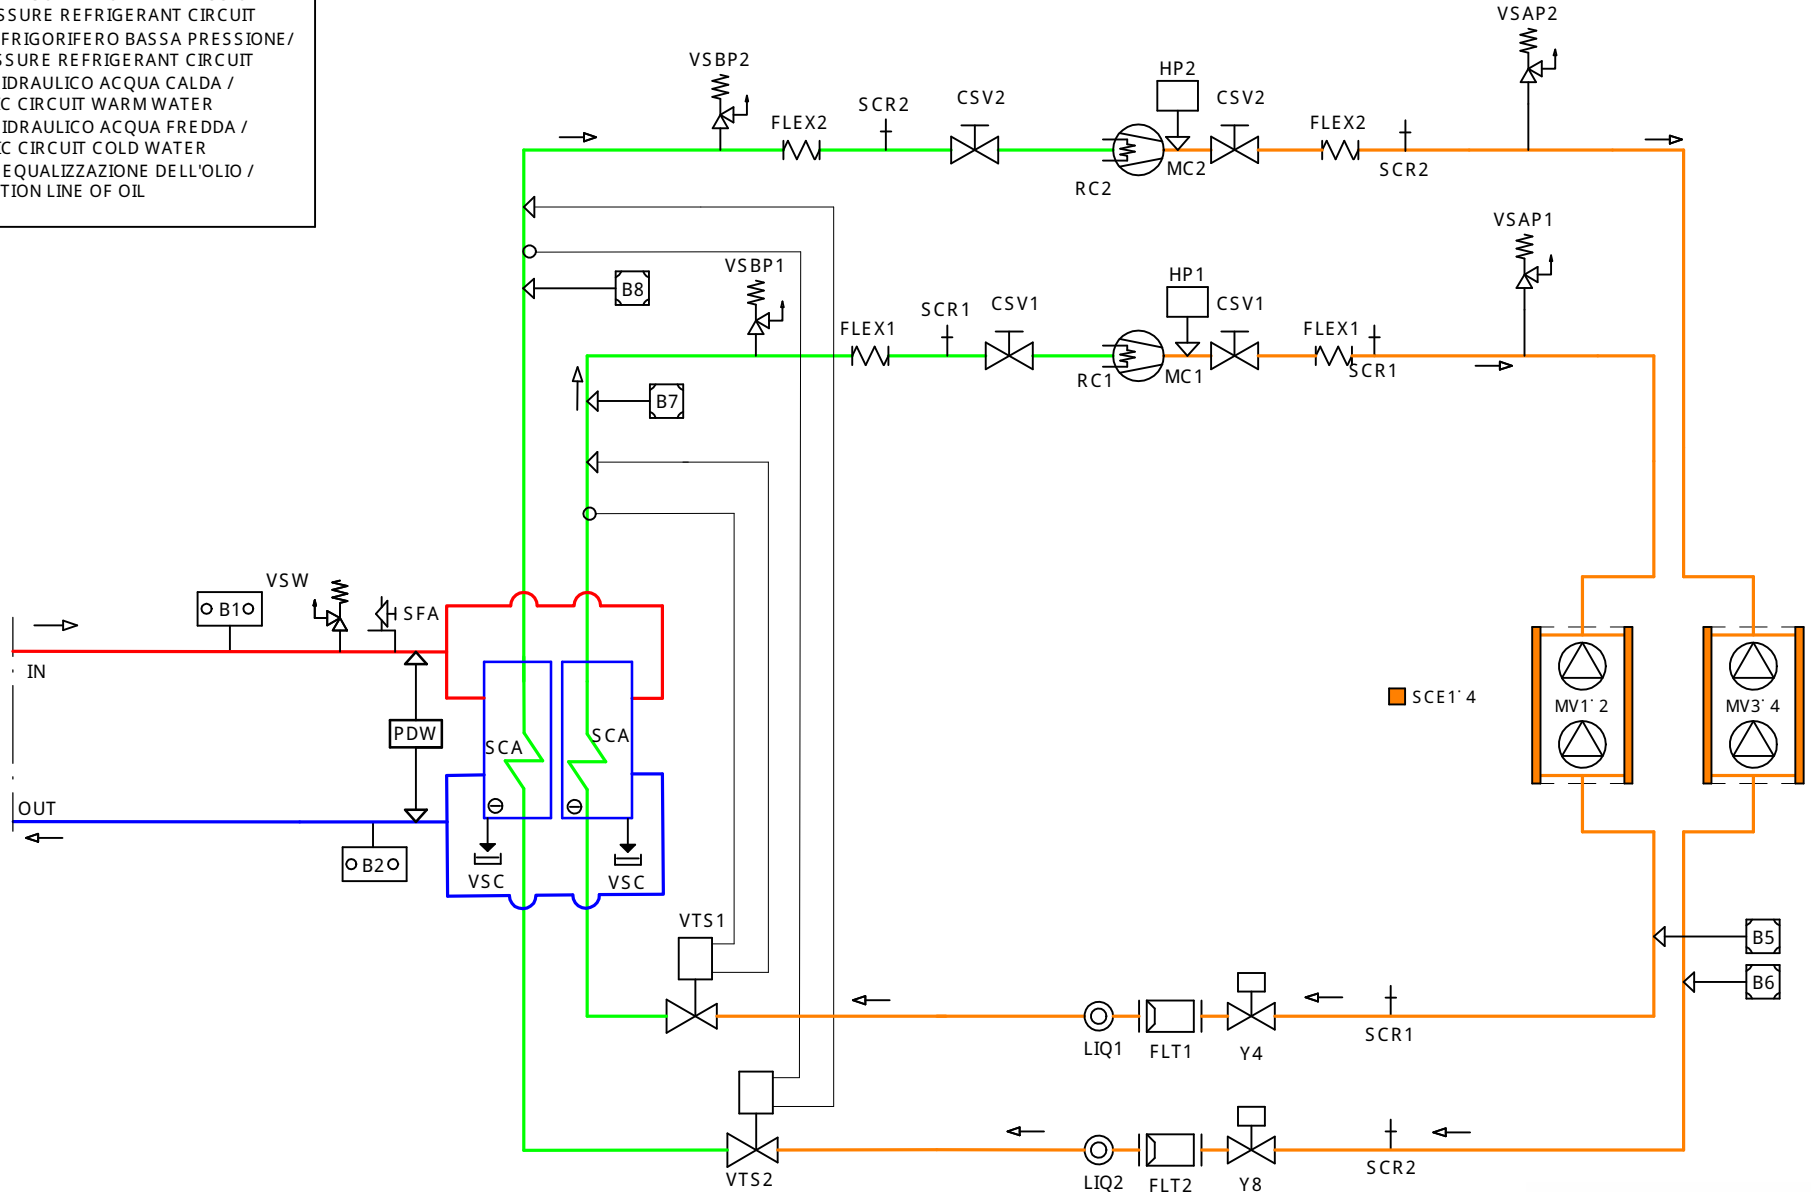 SSURE REFRIGERANT CIRCUIT
FRIGORIFERO BASSA PRESSIONE/
SSURE REFRIGERANT CIRCUIT
IDRAULICO ACQUA CALDA /
IC CIRCUIT WARM WATER
IDRAULICO ACQUA FREDDA /
IC CIRCUIT COLD WATER
EQUALIZZAZIONE DELL'OLIO /
TION LINE OF OIL
VSAP2
VSBP2
HP2
SCR2
CSV2
CSV2
FLEX2
FLEX2
MC2
SCR2
RC2
VSAP1
VSBP1
HP1
B8
SCR1
CSV1
CSV1
FLEX1
FLEX1
RC1
MC1
SCR1
B7
VSW
B1
SFA
IN
SCE1÷4
MV1÷2
MV3÷4
PDW
SCA
SCA
OUT
B2
VSC
VSC
VTS1
B5
B6
LIQ1
FLT1
Y4
SCR1
VTS2
LIQ2
FLT2
Y8
SCR2